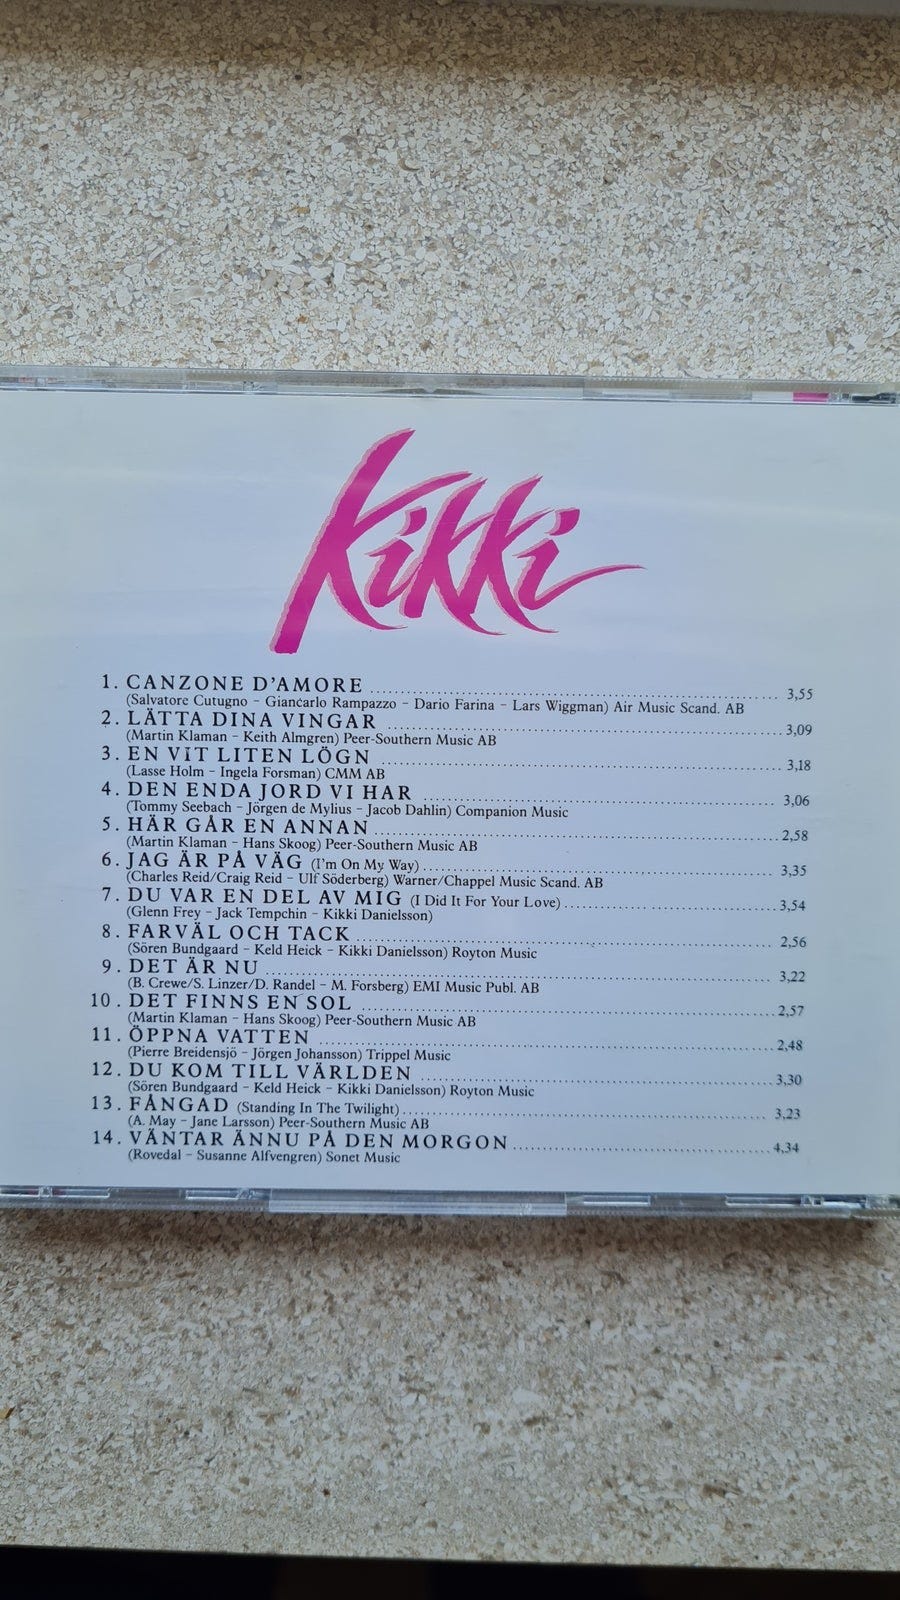 Kikki
1. CANZONE D'AMORE ........ 3,55
(Salvatore Cutugno – Giancarlo Rampazzo – Dario Farina – Lars Wiggman) Air Music Scand. AB
2. LÄTTA DINA VINGAR ........ 3,09
(Martin Klaman – Keith Almgren) Peer-Southern Music AB
3. EN VIT LITEN LÖGN ........ 3,18
(Lasse Holm – Ingela Forsman) CMM AB
4. DEN ENDA JORD VI HAR ........ 3,06
(Tommy Seebach – Jörgen de Mylius – Jacob Dahlin) Companion Music
5. HÄR GÅR EN ANNAN ........ 2,58
(Martin Klaman – Hans Skoog) Peer-Southern Music AB
6. JAG ÄR PÅ VÄG (I'm On My Way) ........ 3,35
(Charles Reid/Craig Reid – Ulf Söderberg) Warner/Chappel Music Scand. AB
7. DU VAR EN DEL AV MIG (I Did It For Your Love) ........ 3,54
(Glenn Frey – Jack Tempchin – Kikki Danielsson)
8. FARVÄL OCH TACK ........ 2,56
(Sören Bundgaard – Keld Heick – Kikki Danielsson) Royton Music
9. DET ÄR NU ........ 3,22
(B. Crewe/S. Linzer/D. Randel – M. Forsberg) EMI Music Publ. AB
10. DET FINNS EN SOL ........ 2,57
(Martin Klaman – Hans Skoog) Peer-Southern Music AB
11. ÖPPNA VATTEN ........ 2,48
(Pierre Breidensjö – Jörgen Johansson) Trippel Music
12. DU KOM TILL VÄRLDEN ........ 3,30
(Sören Bundgaard – Keld Heick – Kikki Danielsson) Royton Music
13. FÅNGAD (Standing In The Twilight) ........ 3,23
(A. May – Jane Larsson) Peer-Southern Music AB
14. VÄNTAR ÄNNU PÅ DEN MORGON ........ 4,34
(Rovedal – Susanne Alfvengren) Sonet Music